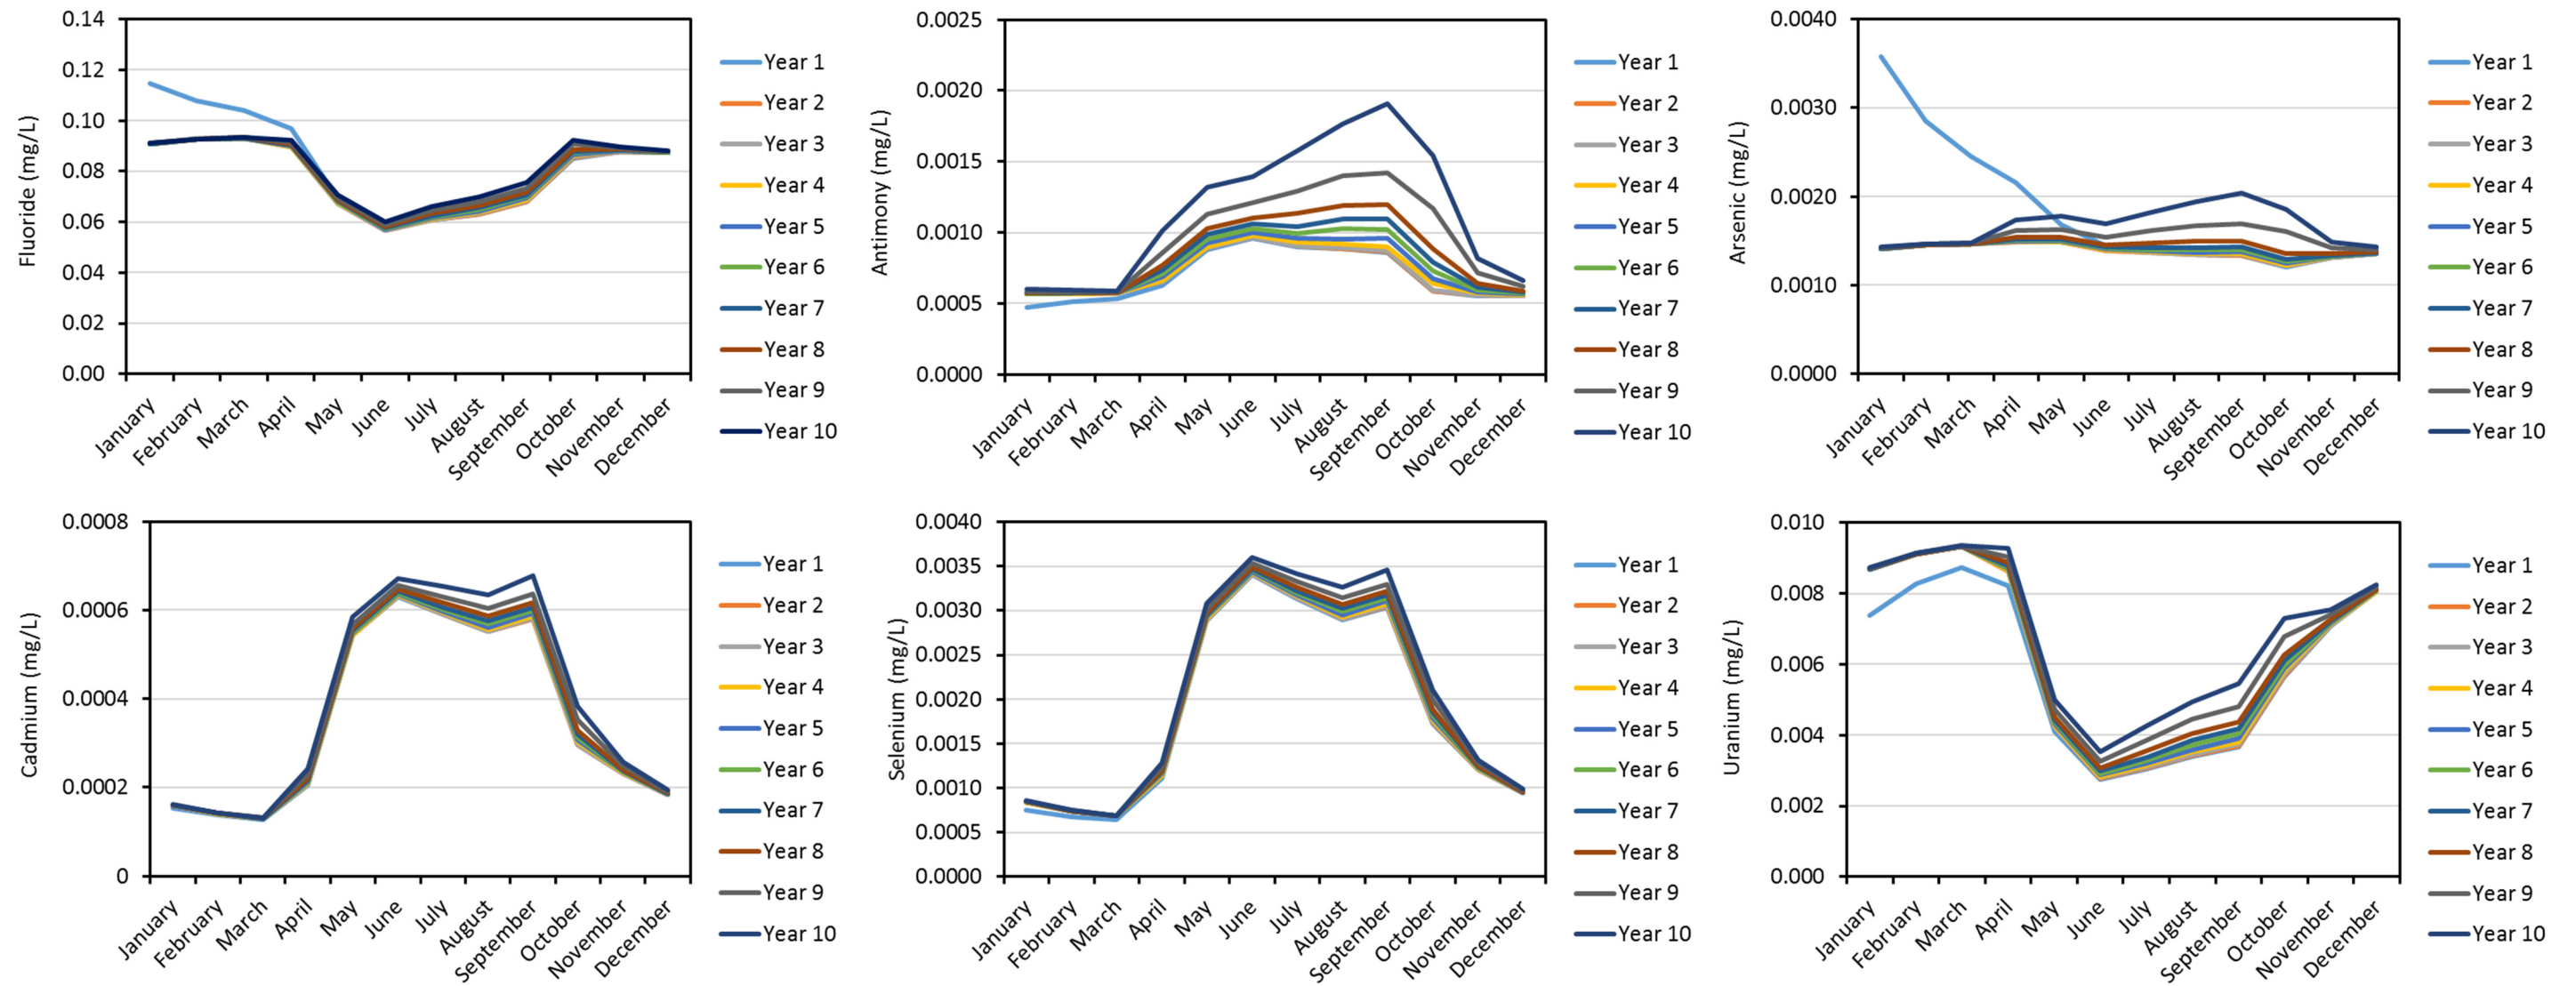 Fluoride (mg/L)
0.14
0.12
0.10
0.08
0.06
0.04
0.02
0.00
January
February
March
April
May
June
July
August
September
October
November
December
Year 1
Year 2
Year 3
Year 4
Year 5
Year 6
Year 7
Year 8
Year 9
Year 10
Antimony (mg/L)
0.0025
0.0020
0.0015
0.0010
0.0005
0.0000
January
February
March
April
May
June
July
August
September
October
November
December
Year 1
Year 2
Year 3
Year 4
Year 5
Year 6
Year 7
Year 8
Year 9
Year 10
Arsenic (mg/L)
0.0040
0.0030
0.0020
0.0010
0.0000
January
February
March
April
May
June
July
August
September
October
November
December
Year 1
Year 2
Year 3
Year 4
Year 5
Year 6
Year 7
Year 8
Year 9
Year 10
Cadmium (mg/L)
0.0008
0.0006
0.0004
0.0002
0
January
February
March
April
May
June
July
August
September
October
November
December
Year 1
Year 2
Year 3
Year 4
Year 5
Year 6
Year 7
Year 8
Year 9
Year 10
Selenium (mg/L)
0.0040
0.0035
0.0030
0.0025
0.0020
0.0015
0.0010
0.0005
0.0000
January
February
March
April
May
June
July
August
September
October
November
December
Year 1
Year 2
Year 3
Year 4
Year 5
Year 6
Year 7
Year 8
Year 9
Year 10
Uranium (mg/L)
0.010
0.008
0.006
0.004
0.002
0.000
January
February
March
April
May
June
July
August
September
October
November
December
Year 1
Year 2
Year 3
Year 4
Year 5
Year 6
Year 7
Year 8
Year 9
Year 10